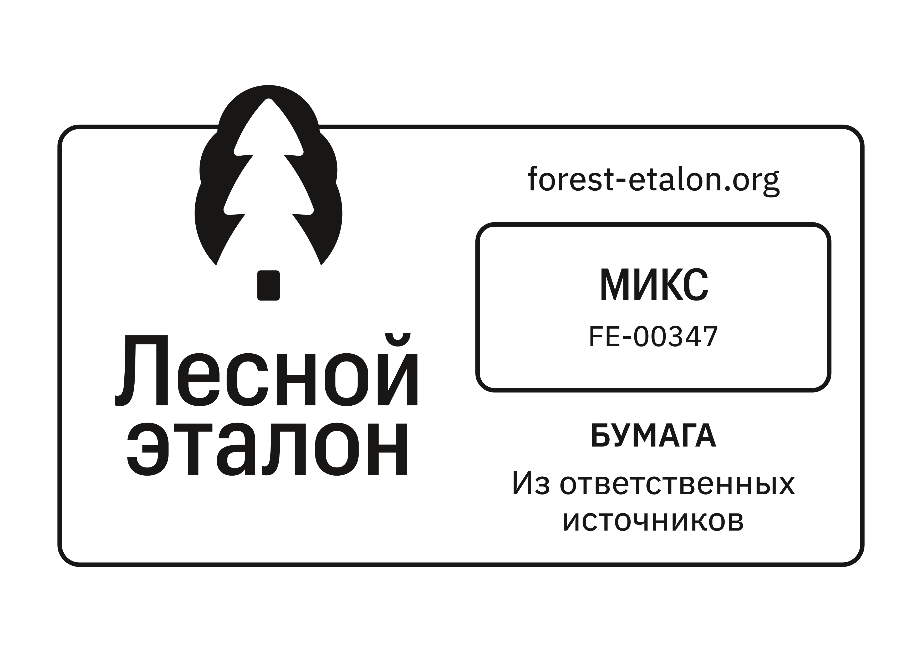 Лесной
эталон
forest-etalon.org
МИКС
FE-00347
БУМАГА
Из ответственных
источников